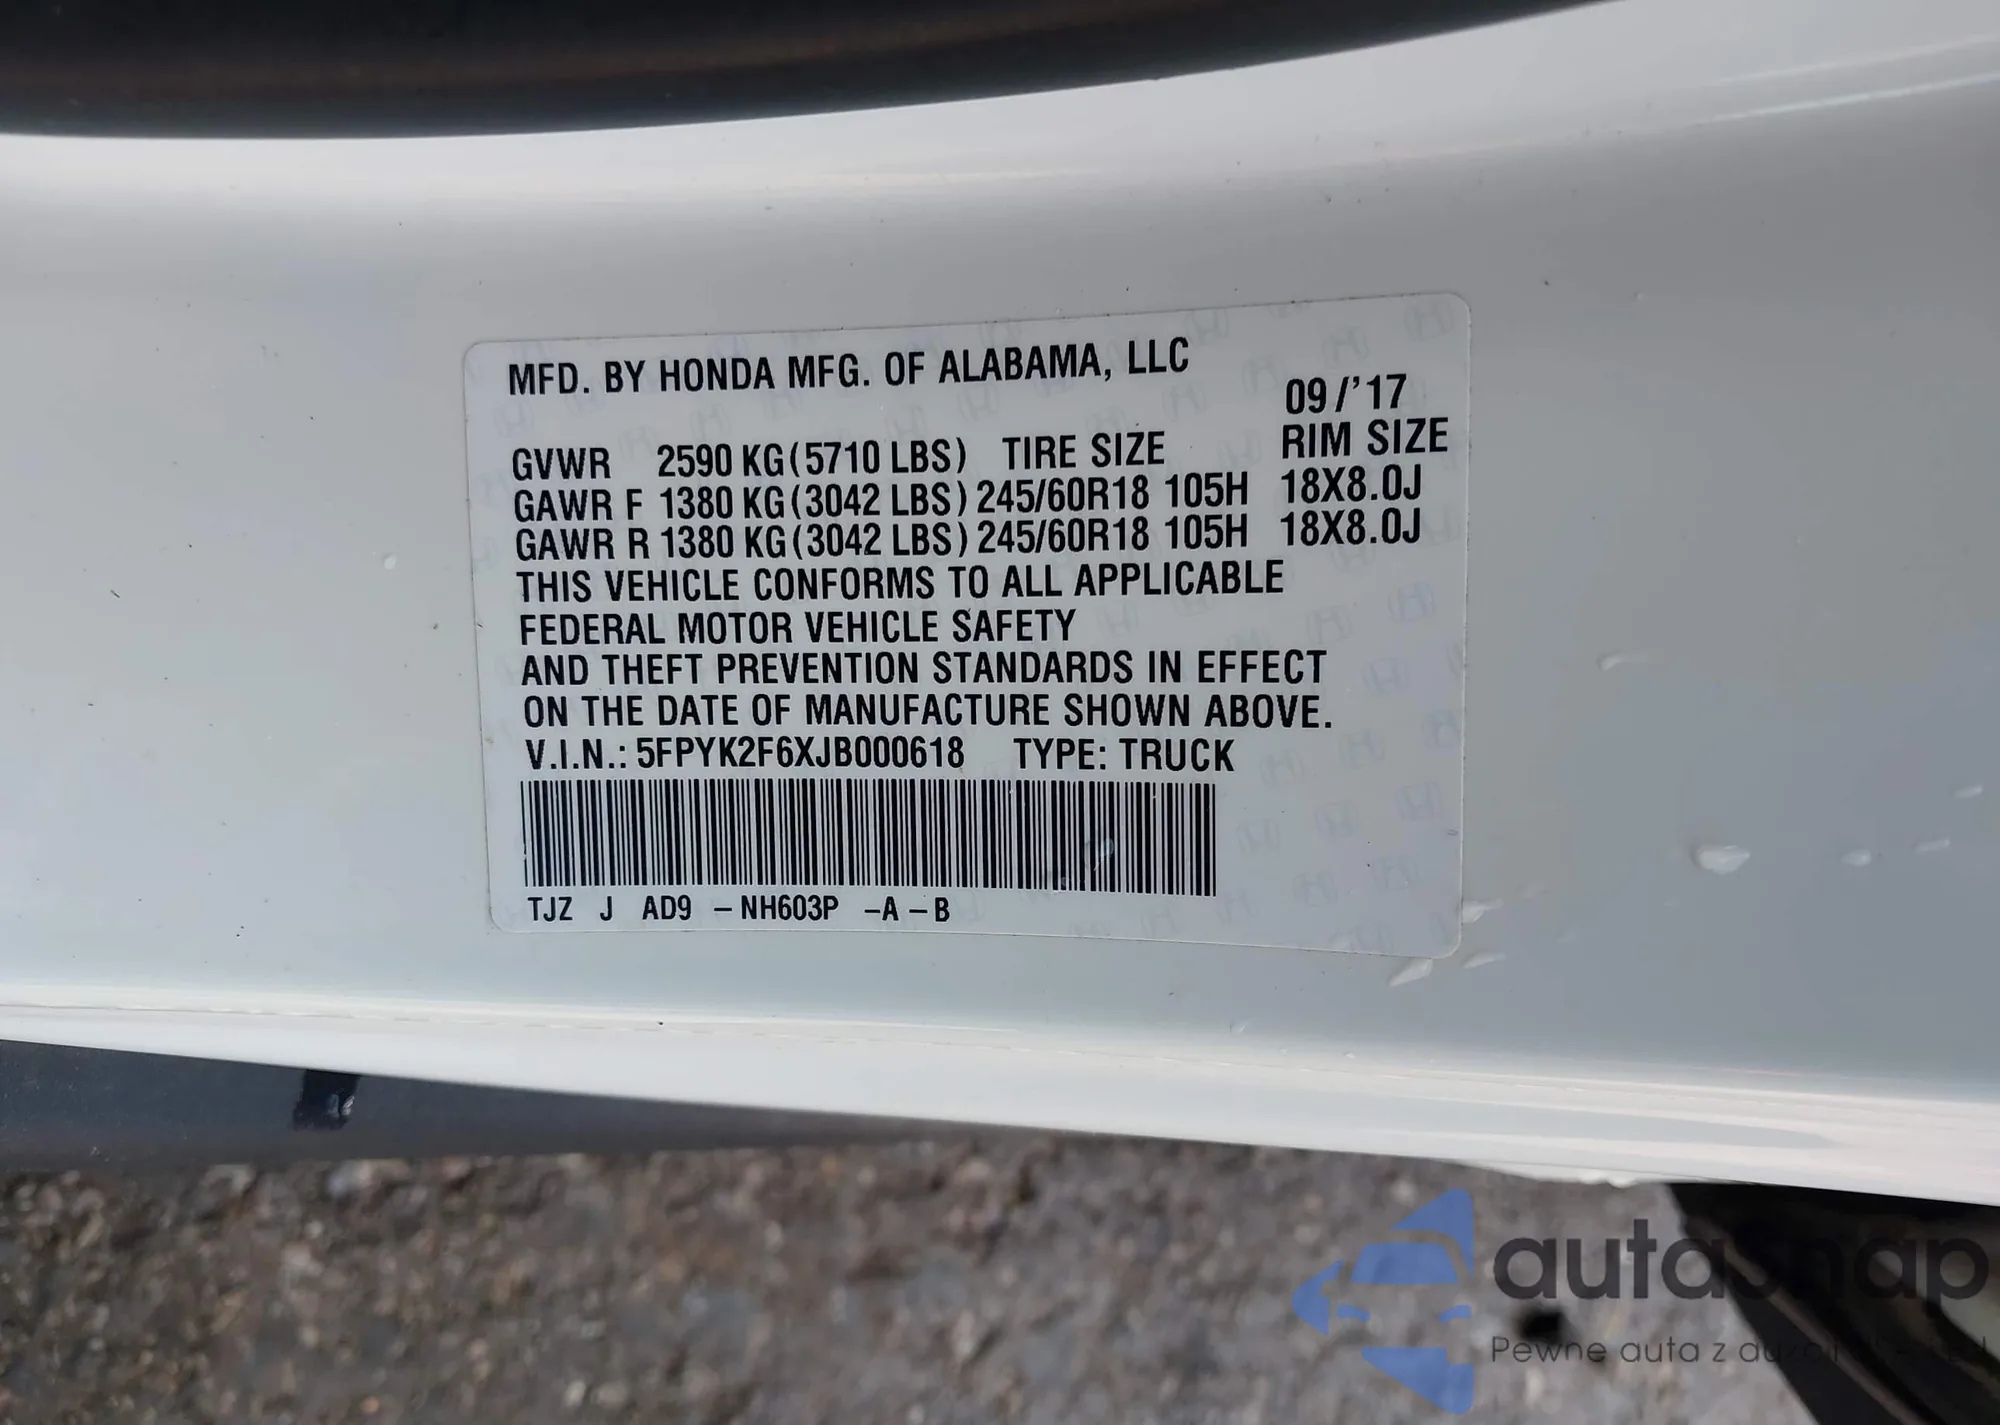 MFD. BY HONDA MFG. OF ALABAMA, LLC
09/'17
GVWR 2590 KG(5710 LBS) TIRE SIZE RIM SIZE
GAWR F 1380 KG(3042 LBS) 245/60R18 105H 18X8.0J
GAWR R 1380 KG(3042 LBS) 245/60R18 105H 18X8.0J
THIS VEHICLE CONFORMS TO ALL APPLICABLE
FEDERAL MOTOR VEHICLE SAFETY
AND THEFT PREVENTION STANDARDS IN EFFECT
ON THE DATE OF MANUFACTURE SHOWN ABOVE.
V.I.N.: 5FPYK2F6XJB000618 TYPE: TRUCK
TJZ J AD9 -NH603P -A-B
autasnap
Pewne auta z